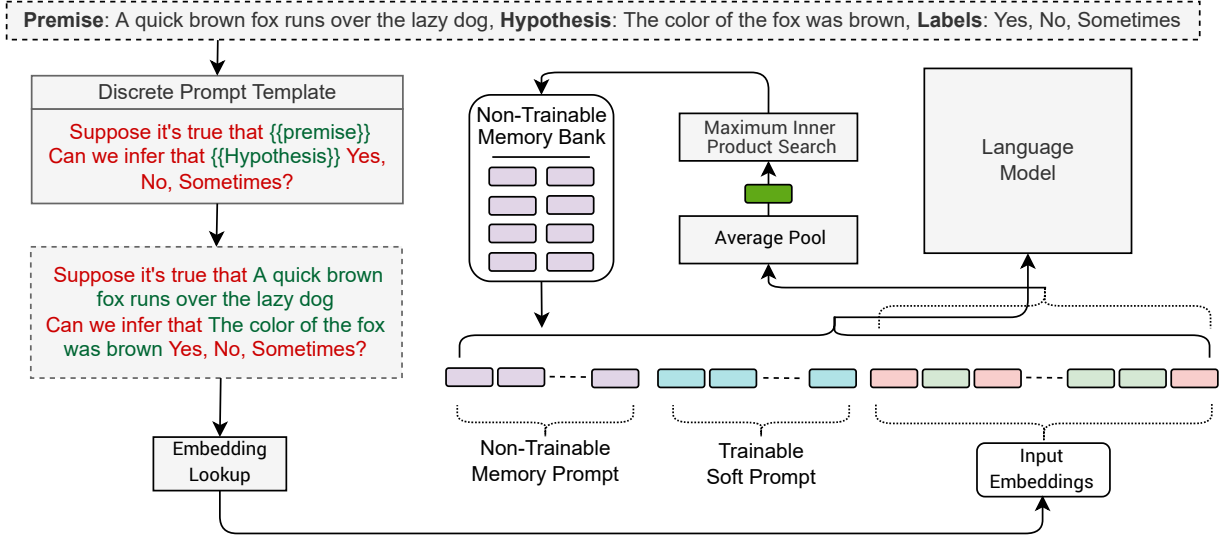 Premise: A quick brown fox runs over the lazy dog, Hypothesis: The color of the fox was brown, Labels: Yes, No, Sometimes
Discrete Prompt Template
Suppose it's true that {{premise}}
Can we infer that {{Hypothesis}} Yes,
No, Sometimes?
Suppose it's true that A quick brown
fox runs over the lazy dog
Can we infer that The color of the fox
was brown Yes, No, Sometimes?
Embedding
Lookup
Non-Trainable
Memory Bank
Maximum Inner
Product Search
Average Pool
Language
Model
Non-Trainable
Memory Prompt
Trainable
Soft Prompt
Input
Embeddings